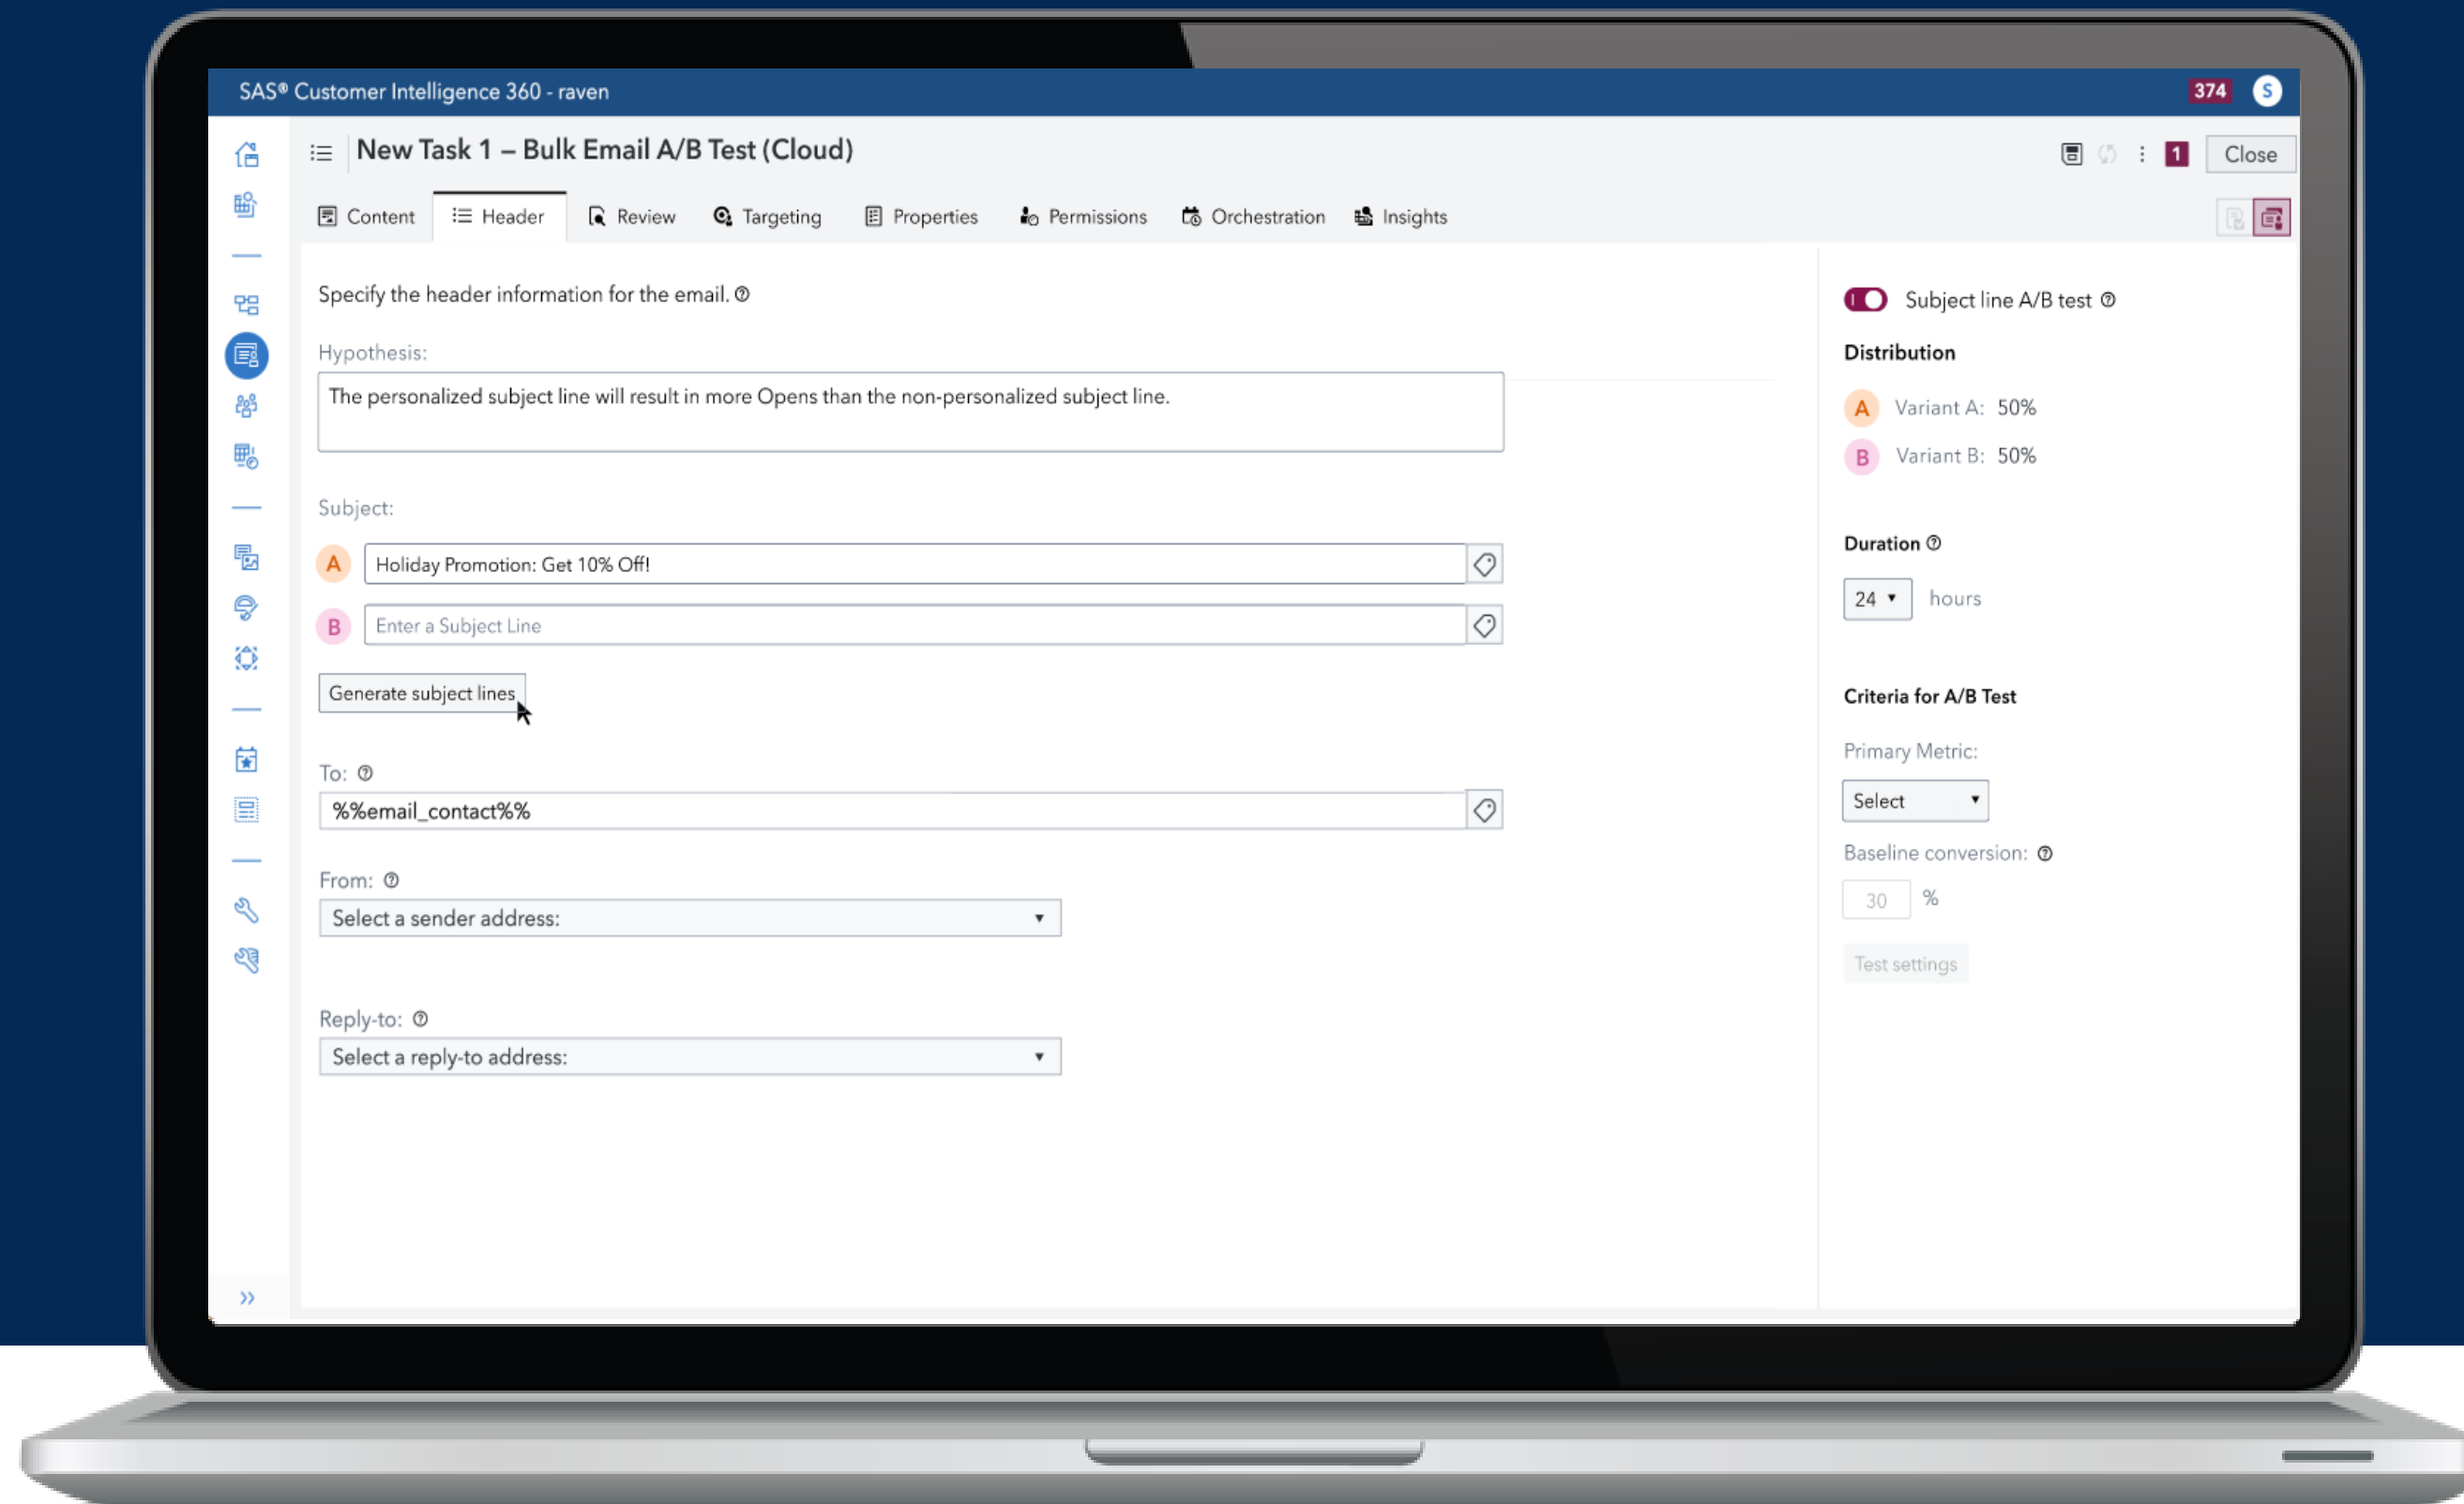 SAS® Customer Intelligence 360 - raven
374 S
New Task 1 – Bulk Email A/B Test (Cloud)
1 Close
Content Header Review Targeting Properties Permissions Orchestration Insights
Specify the header information for the email.
Hypothesis:
The personalized subject line will result in more Opens than the non-personalized subject line.
Subject:
A Holiday Promotion: Get 10% Off!
B Enter a Subject Line
Generate subject lines
To:
%%email_contact%%
From:
Select a sender address:
Reply-to:
Select a reply-to address:
Subject line A/B test
Distribution
A Variant A: 50%
B Variant B: 50%
Duration
24 hours
Criteria for A/B Test
Primary Metric:
Select
Baseline conversion:
30 %
Test settings